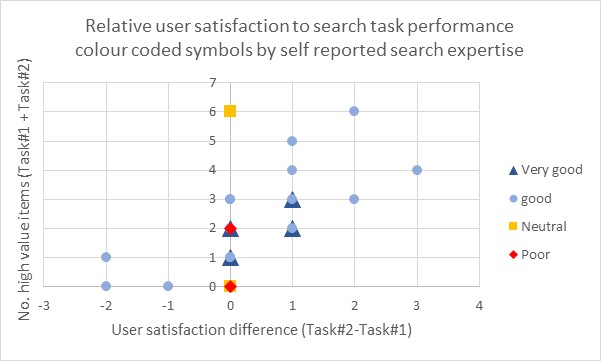 Relative user satisfaction to search task performance
colour coded symbols by self reported search expertise
No. high value items (Task#1 + Task#2)
7
6
5
4
3
2
1
0
-3 -2 -1 0 1 2 3 4
User satisfaction difference (Task#2-Task#1)
Very good
good
Neutral
Poor